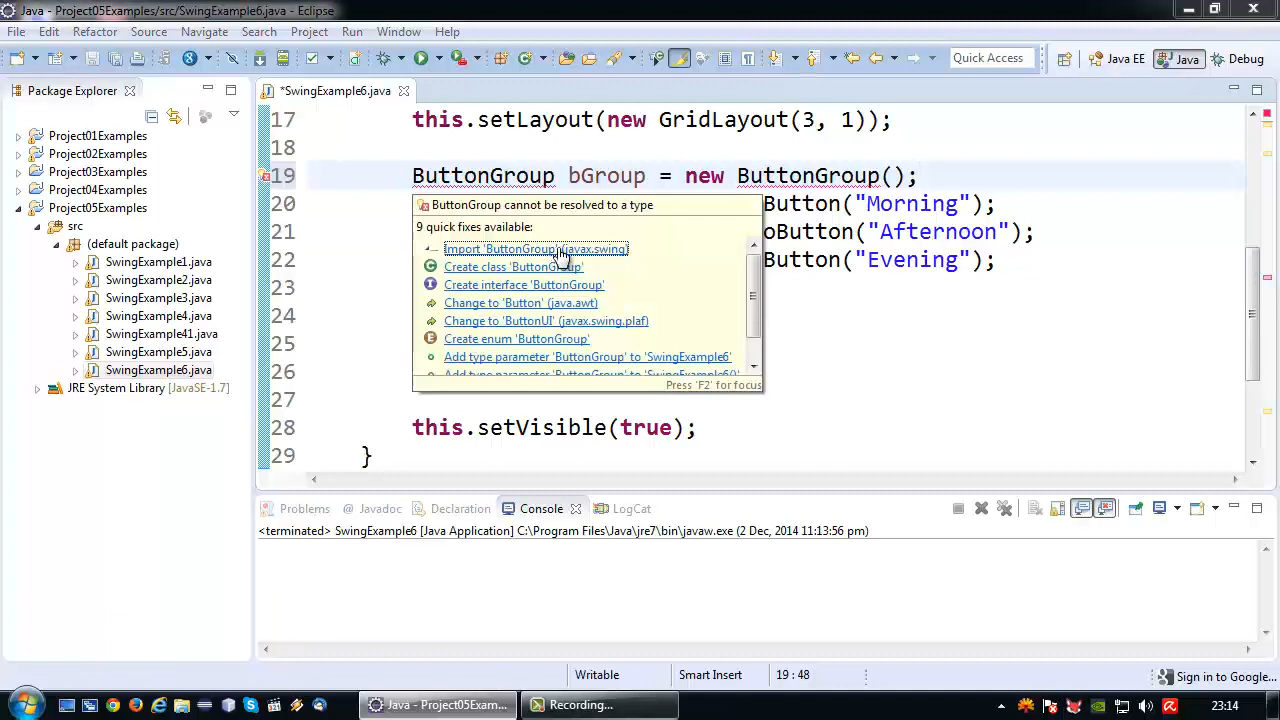 Java - Project05Examples/src/SwingExample6.java - Eclipse
File Edit Refactor Source Navigate Search Project Run Window Help
Quick Access Java EE Java Debug
Package Explorer
Project01Examples
Project02Examples
Project03Examples
Project04Examples
Project05Examples
src
(default package)
SwingExample1.java
SwingExample2.java
SwingExample3.java
SwingExample4.java
SwingExample41.java
SwingExample5.java
SwingExample6.java
JRE System Library [JavaSE-1.7]
*SwingExample6.java
17 this.setLayout(new GridLayout(3, 1));
18
19 ButtonGroup bGroup = new ButtonGroup();
20 oButton("Morning");
21 oButton("Afternoon");
22 Button("Evening");
23
24
25
26
27
28 this.setVisible(true);
29 }
ButtonGroup cannot be resolved to a type
9 quick fixes available:
Import 'ButtonGroup' (javax.swing)
Create class 'ButtonGroup'
Create interface 'ButtonGroup'
Change to 'Button' (java.awt)
Change to 'ButtonUI' (javax.swing.plaf)
Create enum 'ButtonGroup'
Add type parameter 'ButtonGroup' to 'SwingExample6'
Add type parameter 'ButtonGroup' to 'SwingExample6()'
Press 'F2' for focus
Problems @ Javadoc Declaration Console LogCat
<terminated> SwingExample6 [Java Application] C:\Program Files\Java\jre7\bin\javaw.exe (2 Dec, 2014 11:13:56 pm)
Writable Smart Insert 19 : 48 Sign in to Google...
Java - Project05Exam... Recording... 23:14